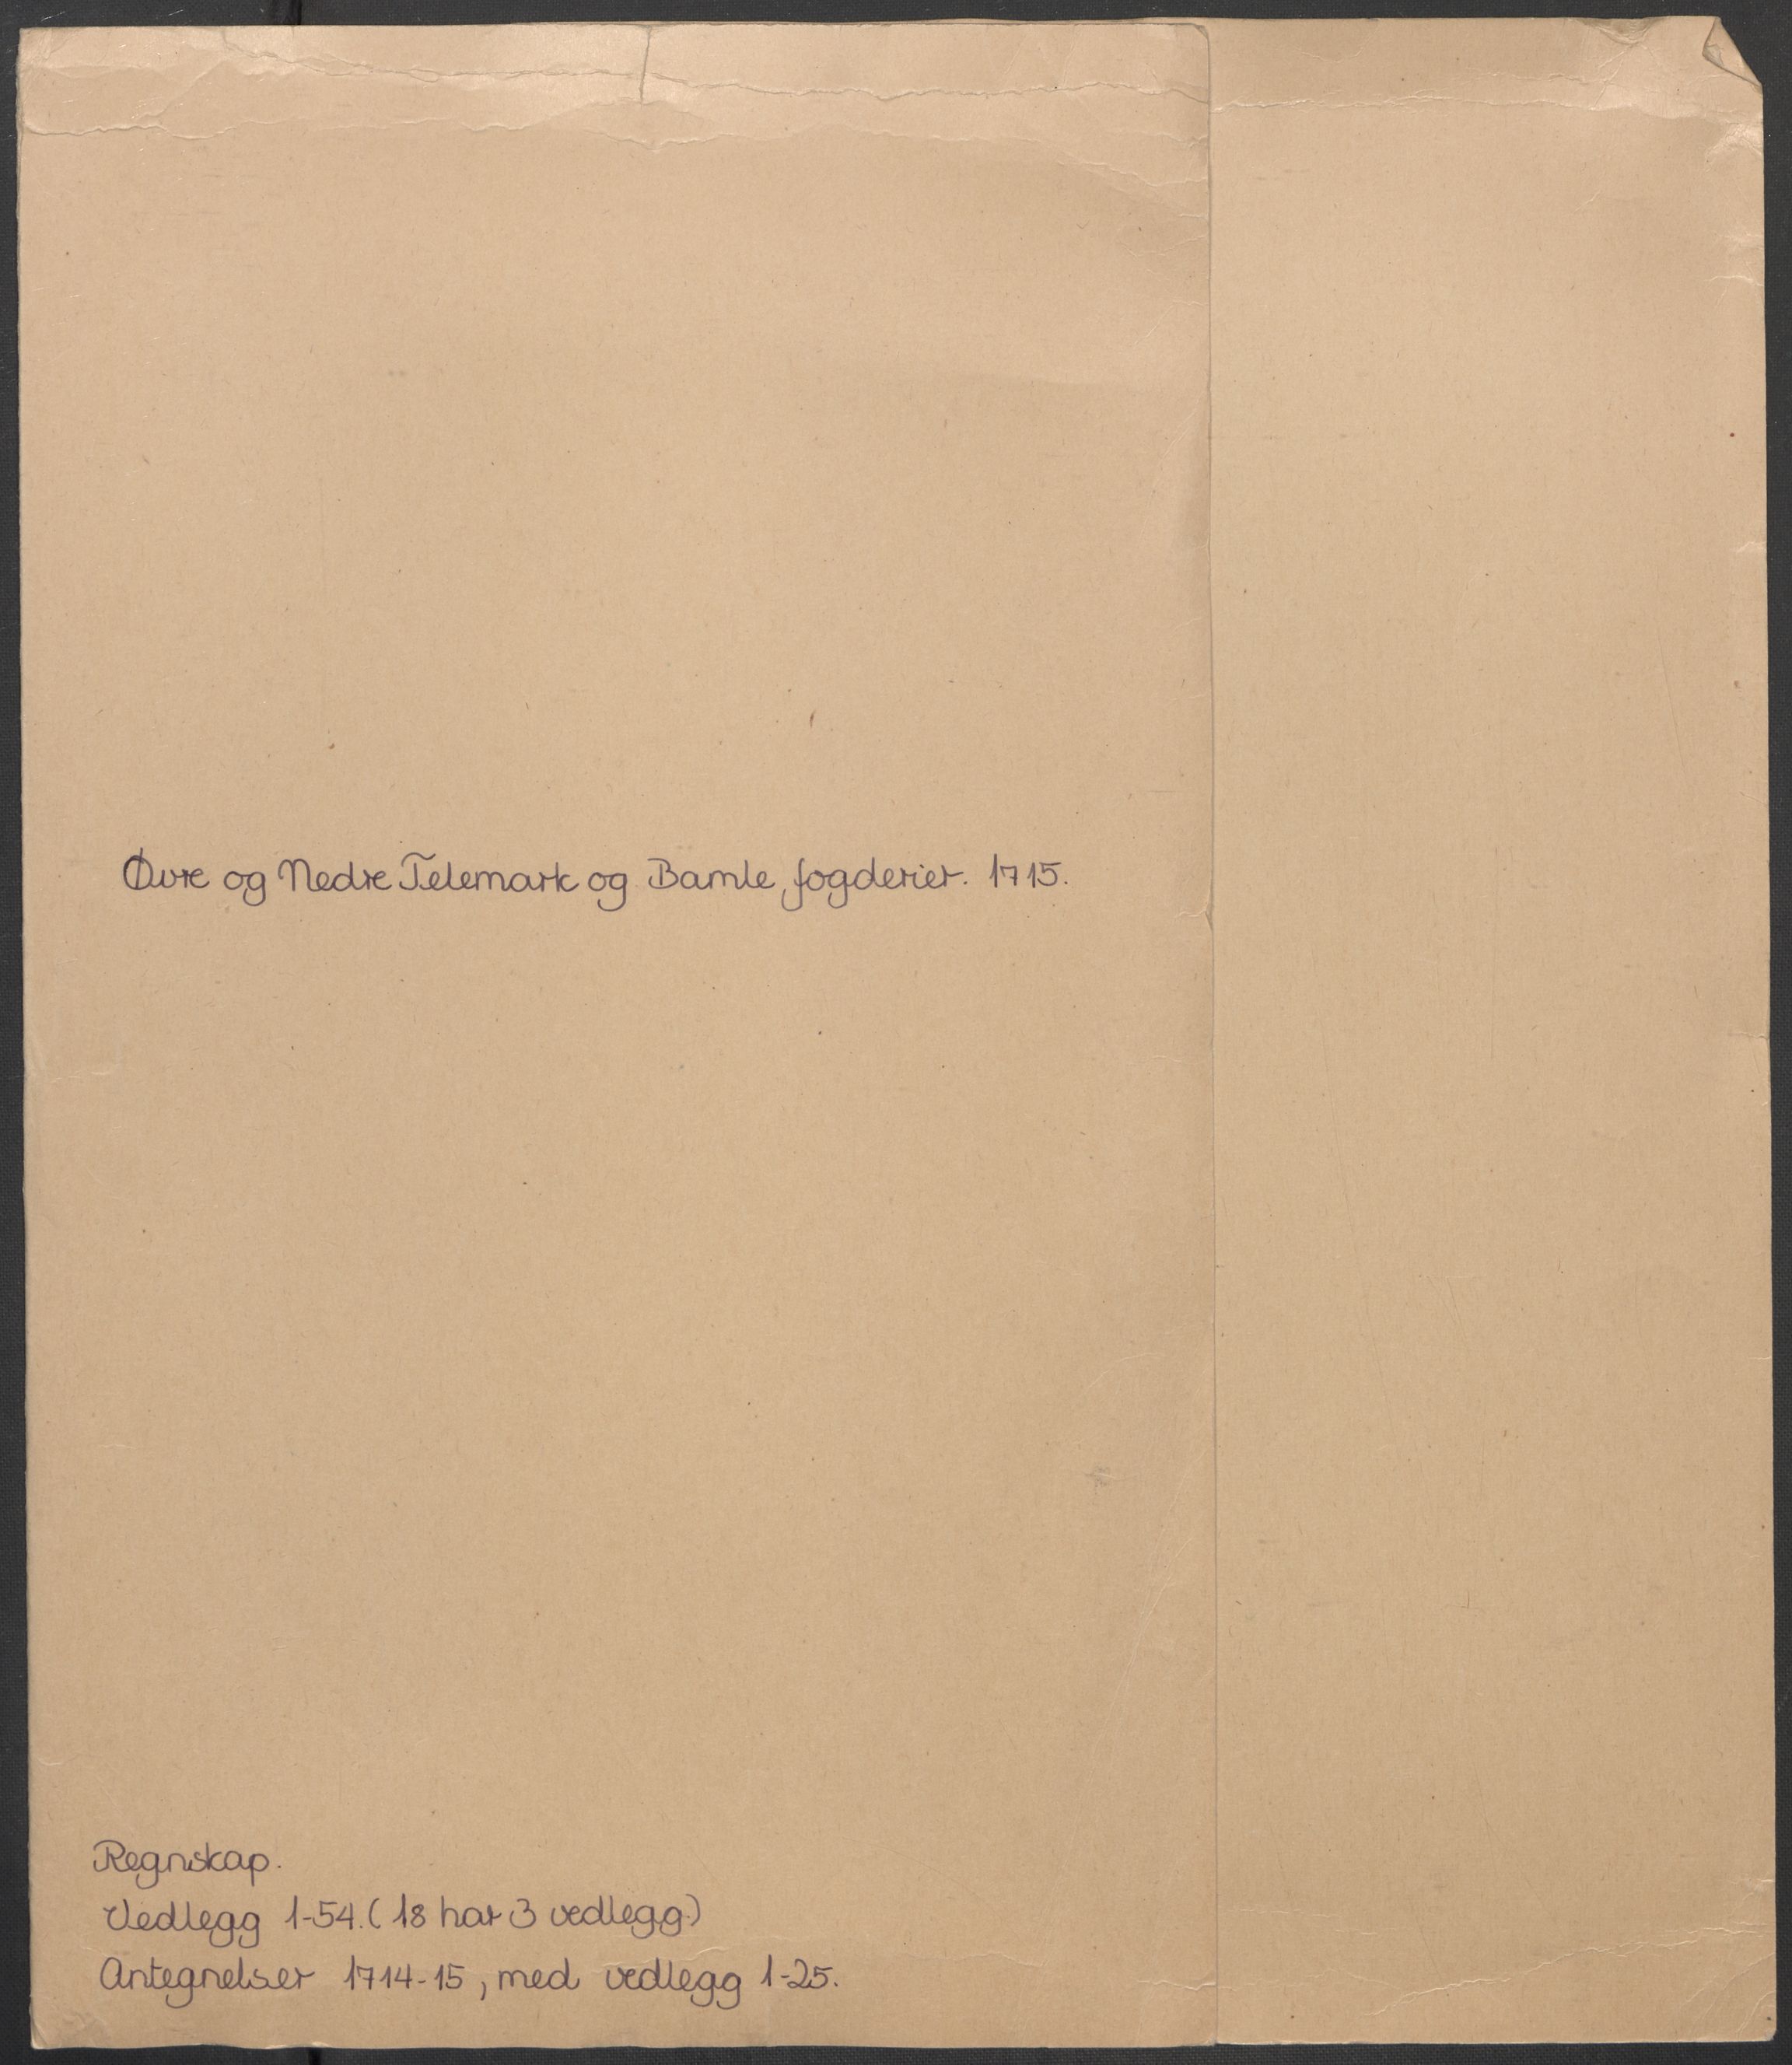 Øvre og Nedre Telemark og Bamle, fogderier. 1715.
Regnskap.
Vedlegg 1-54. (18 har 3 vedlegg.)
Antegnelser 1714-15, med vedlegg 1-25.